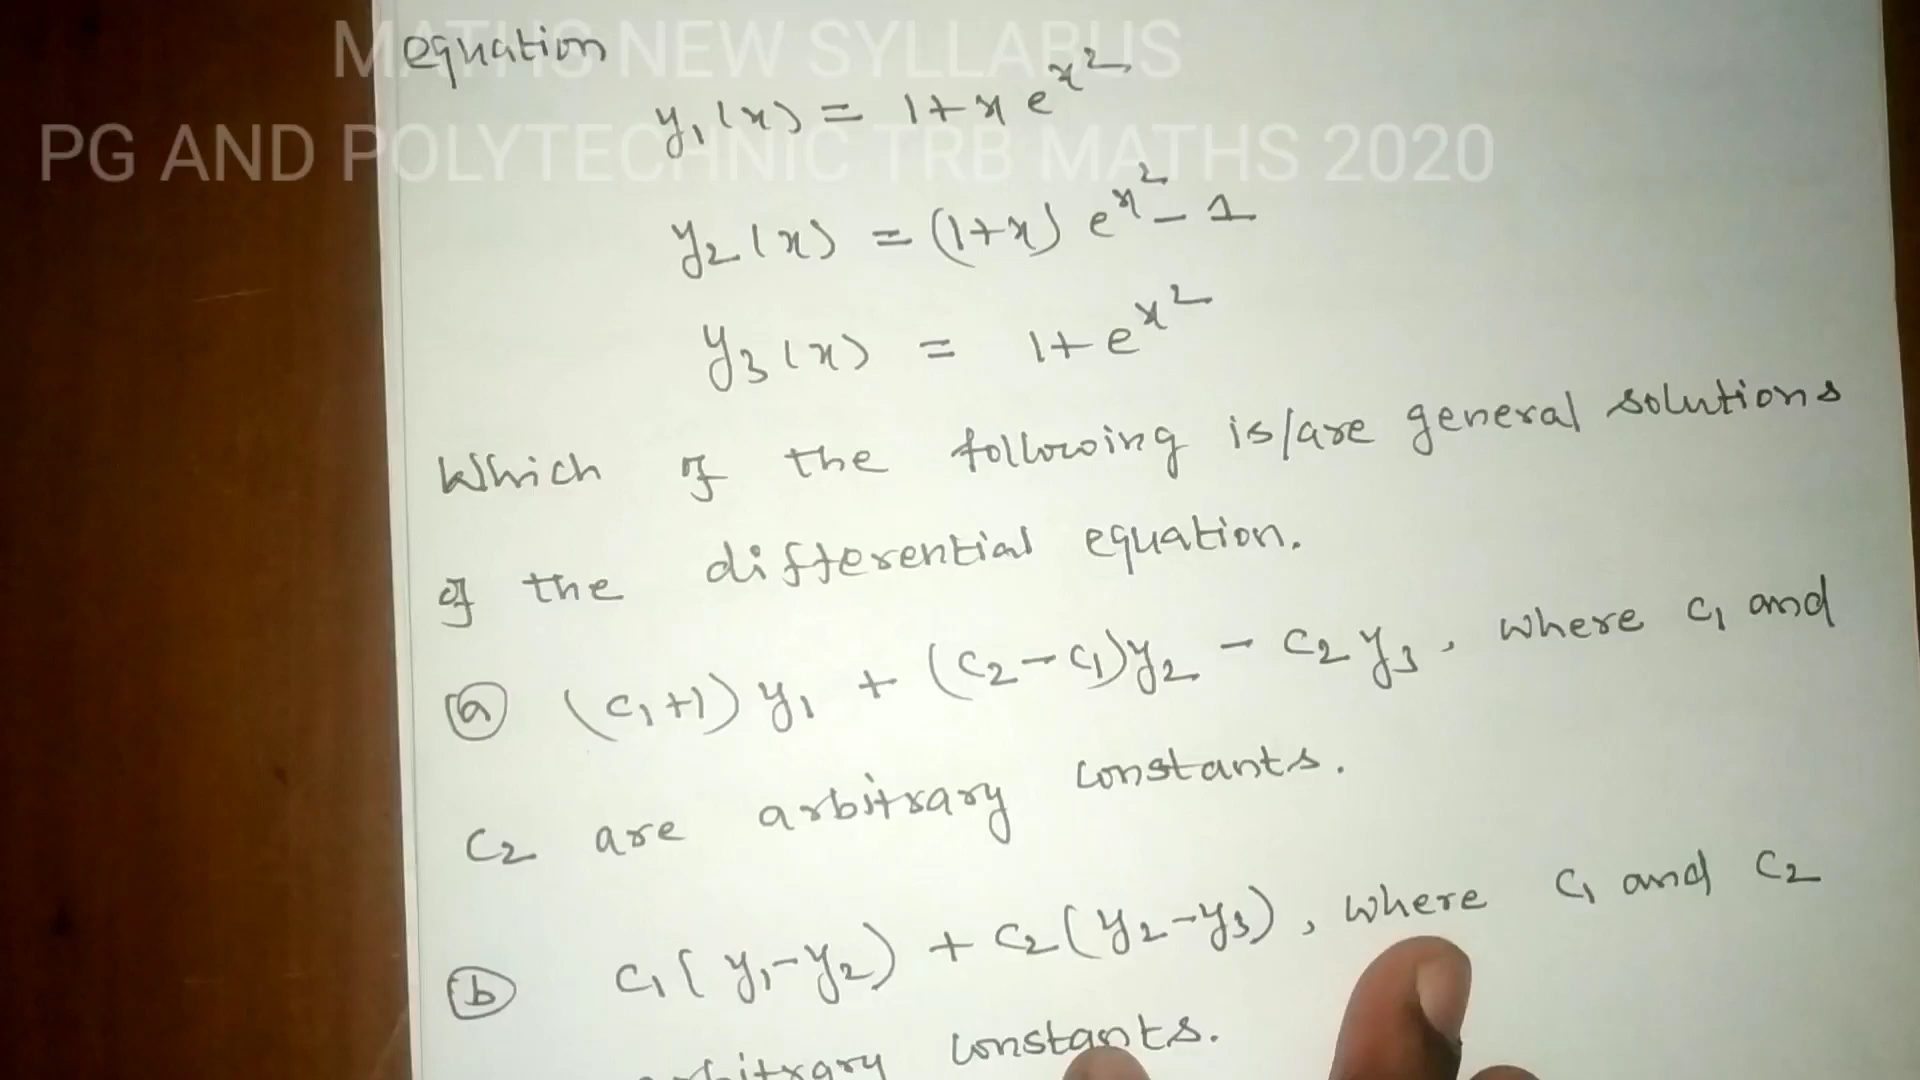 MATHS NEW SYLLABUS
PG AND POLYTECHNIC TRB MATHS 2020
equation
y₁(x) = 1+x e^x²
y₂(x) = (1+x) e^x² - 1
y₃(x) = 1+e^x²
Which of the following is/are general solutions
of the differential equation.
(a) (c₁+1) y₁ + (c₂-c₁)y₂ - c₂y₃, where c₁ and
c₂ are arbitrary constants.
(b) c₁(y₁-y₂) + c₂(y₂-y₃), where c₁ and c₂
constants.